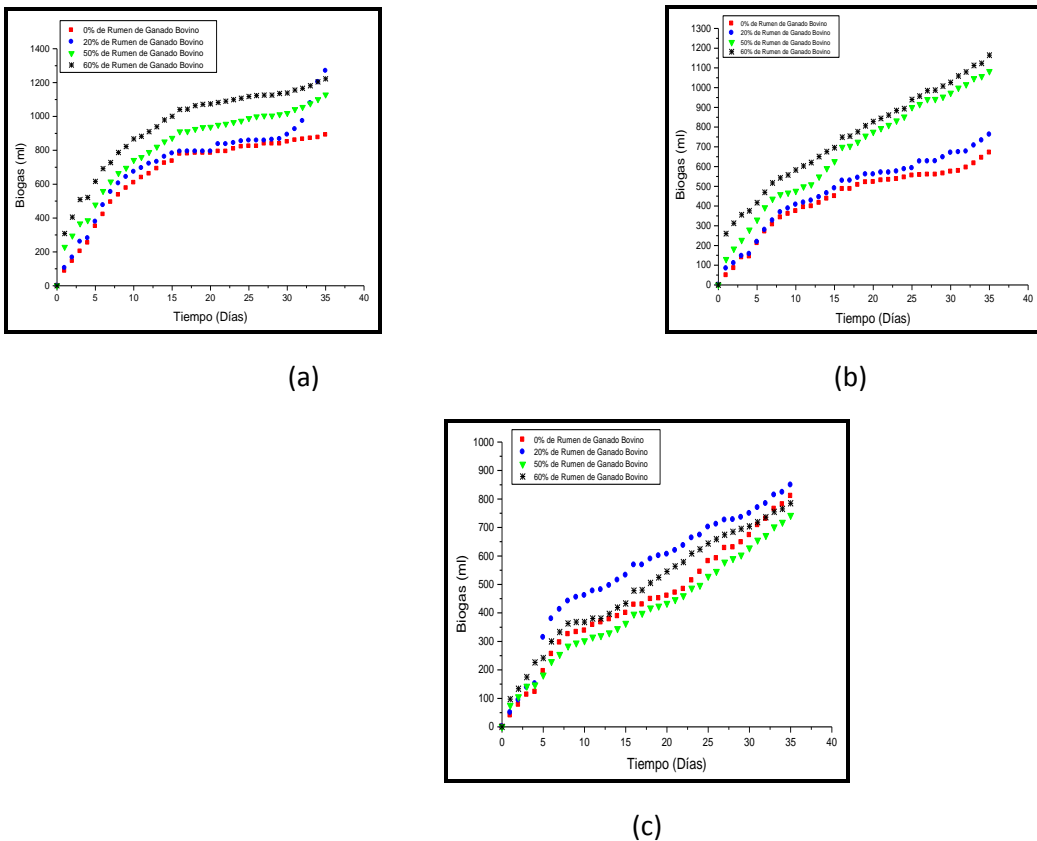 0% de Rumen de Ganado Bovino
20% de Rumen de Ganado Bovino
50% de Rumen de Ganado Bovino
60% de Rumen de Ganado Bovino
1400
1200
1000
800
600
400
200
0
Biogas (ml)
0 5 10 15 20 25 30 35 40
Tiempo (Días)
(a)
0% de Rumen de Ganado Bovino
20% de Rumen de Ganado Bovino
50% de Rumen de Ganado Bovino
60% de Rumen de Ganado Bovino
1300
1200
1100
1000
900
800
700
600
500
400
300
200
100
0
Biogas (ml)
0 5 10 15 20 25 30 35 40
Tiempo (Días)
(b)
0% de Rumen de Ganado Bovino
20% de Rumen de Ganado Bovino
50% de Rumen de Ganado Bovino
60% de Rumen de Ganado Bovino
1000
900
800
700
600
500
400
300
200
100
0
Biogas (ml)
0 5 10 15 20 25 30 35 40
Tiempo (Días)
(c)